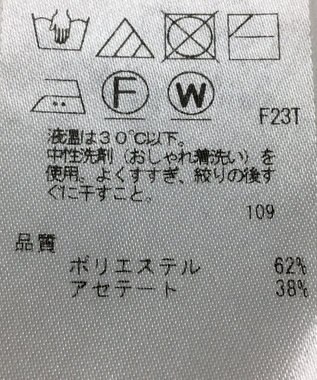 F W
F23T
液温は30℃以下。
中性洗剤（おしゃれ着洗い）を
使用。よくすすぎ、絞りの後す
ぐに干すこと。
109
品質
ポリエステル 62%
アセテート 38%